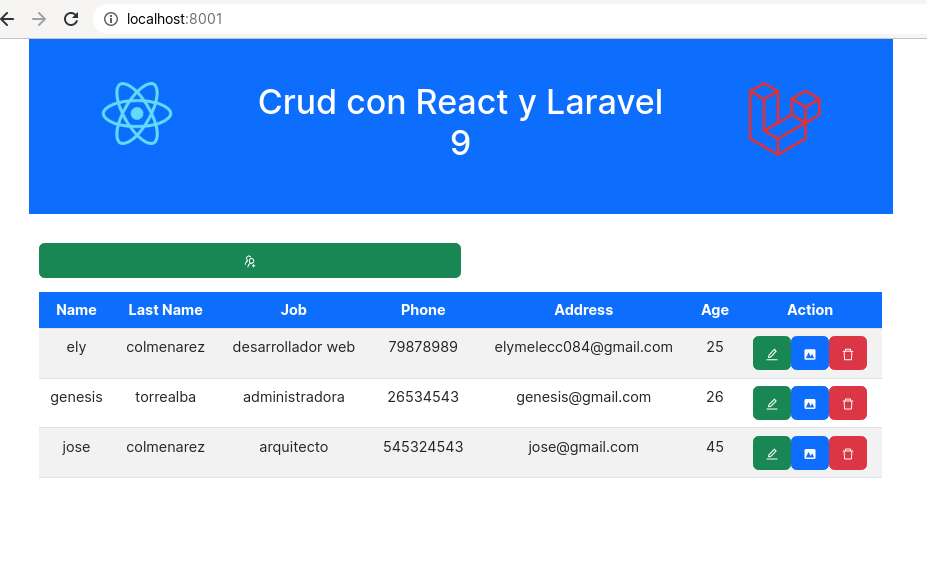 localhost:8001
Crud con React y Laravel
9
Name Last Name Job Phone Address Age Action
ely colmenarez desarrollador web 79878989 elymelecc084@gmail.com 25
genesis torrealba administradora 26534543 genesis@gmail.com 26
jose colmenarez arquitecto 545324543 jose@gmail.com 45